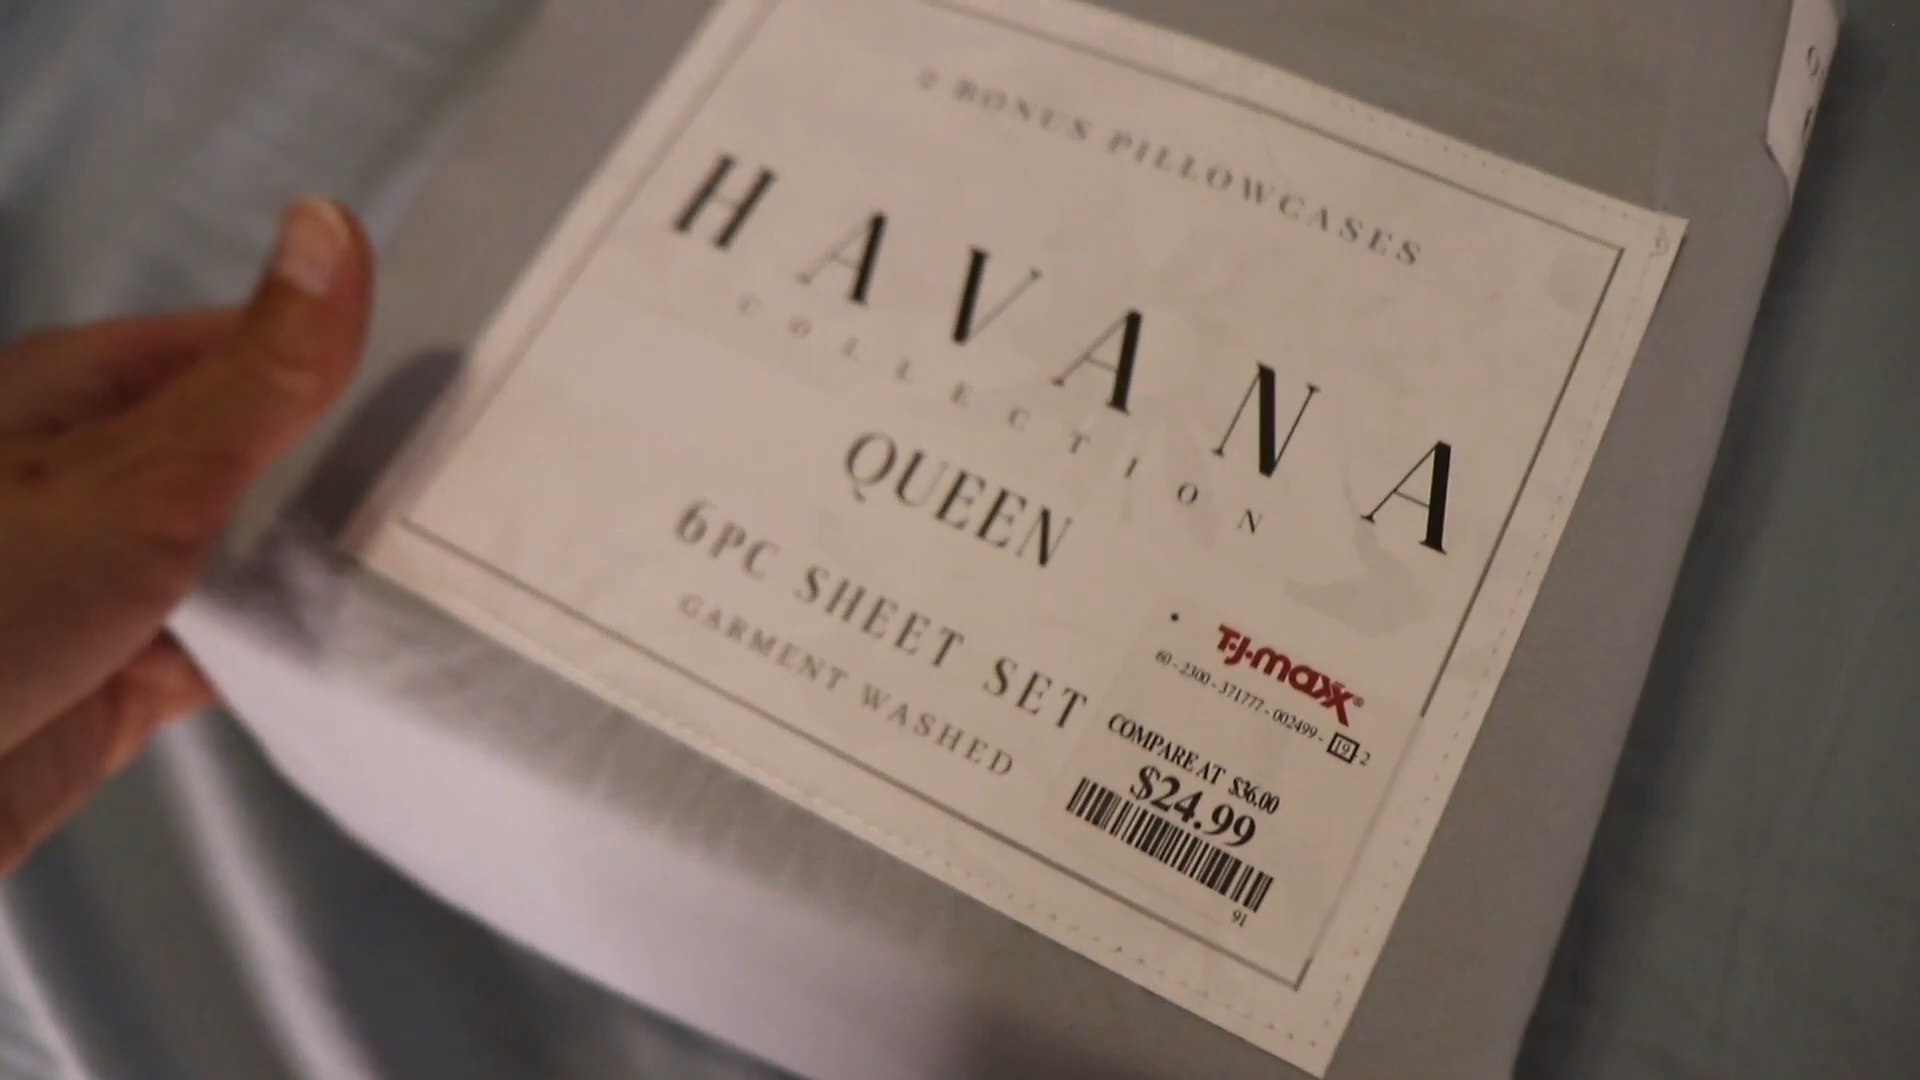 2 BONUS PILLOWCASES
HAVANA
COLLECTION
QUEEN
6PC SHEET SET
GARMENT WASHED
T·J·maxx®
60-2300-371777-002499-19-2
COMPARE AT $36.00
$24.99
91